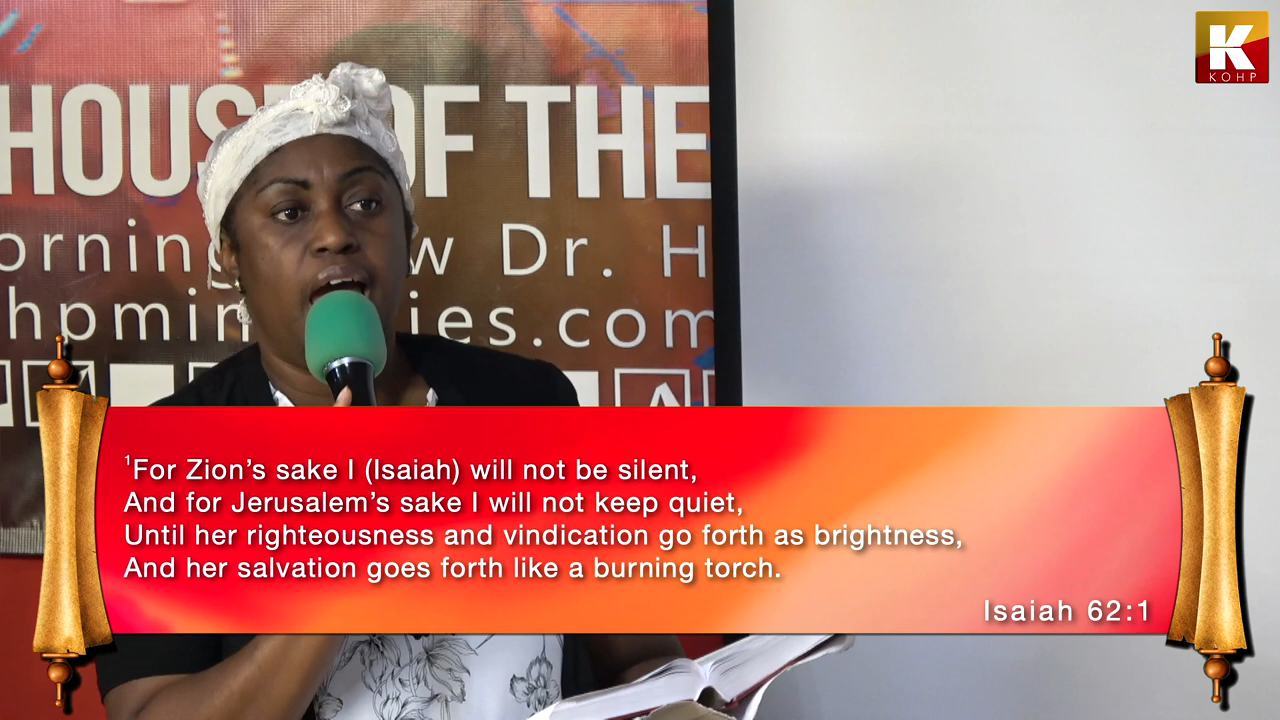 K
KOHP
HOUSE OF THE
orning w Dr. H
hpmin ies.com
¹For Zion's sake I (Isaiah) will not be silent,
And for Jerusalem's sake I will not keep quiet,
Until her righteousness and vindication go forth as brightness,
And her salvation goes forth like a burning torch.
Isaiah 62:1